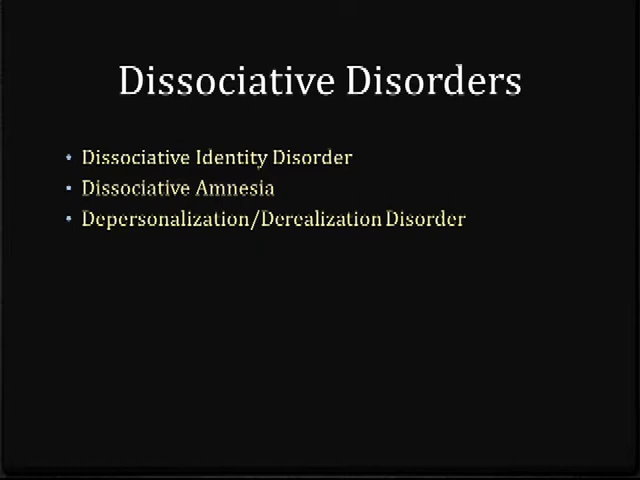 Dissociative Disorders
• Dissociative Identity Disorder
• Dissociative Amnesia
• Depersonalization/Derealization Disorder